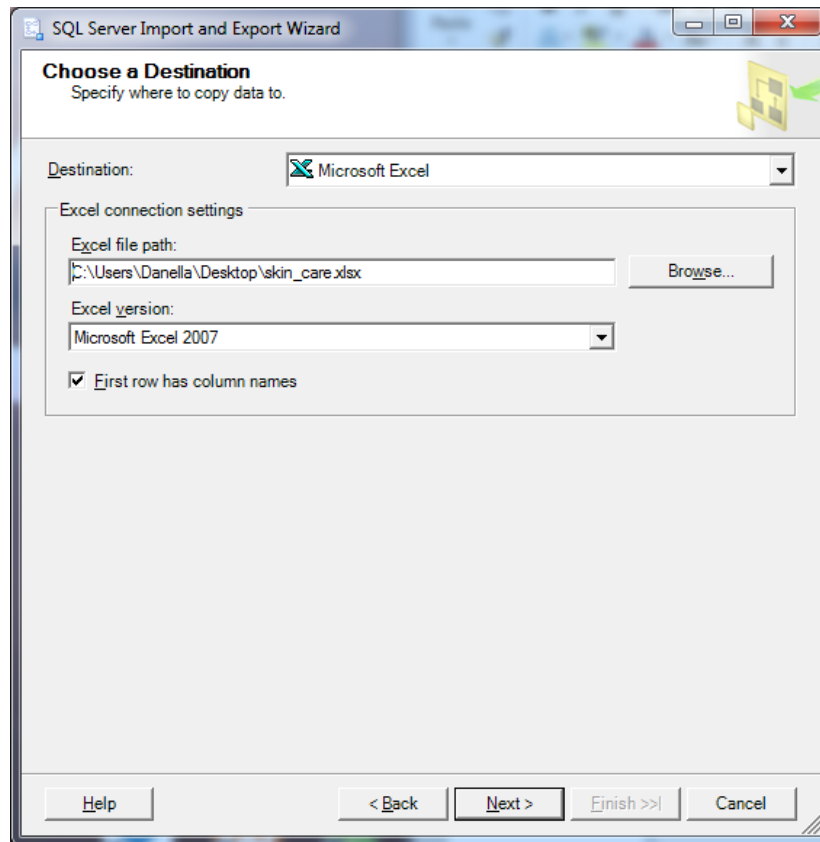 SQL Server Import and Export Wizard
Choose a Destination
Specify where to copy data to.
Destination:
Microsoft Excel
Excel connection settings
Excel file path:
C:\Users\Danella\Desktop\skin_care.xlsx
Browse...
Excel version:
Microsoft Excel 2007
First row has column names
Help
< Back
Next >
Finish >>|
Cancel